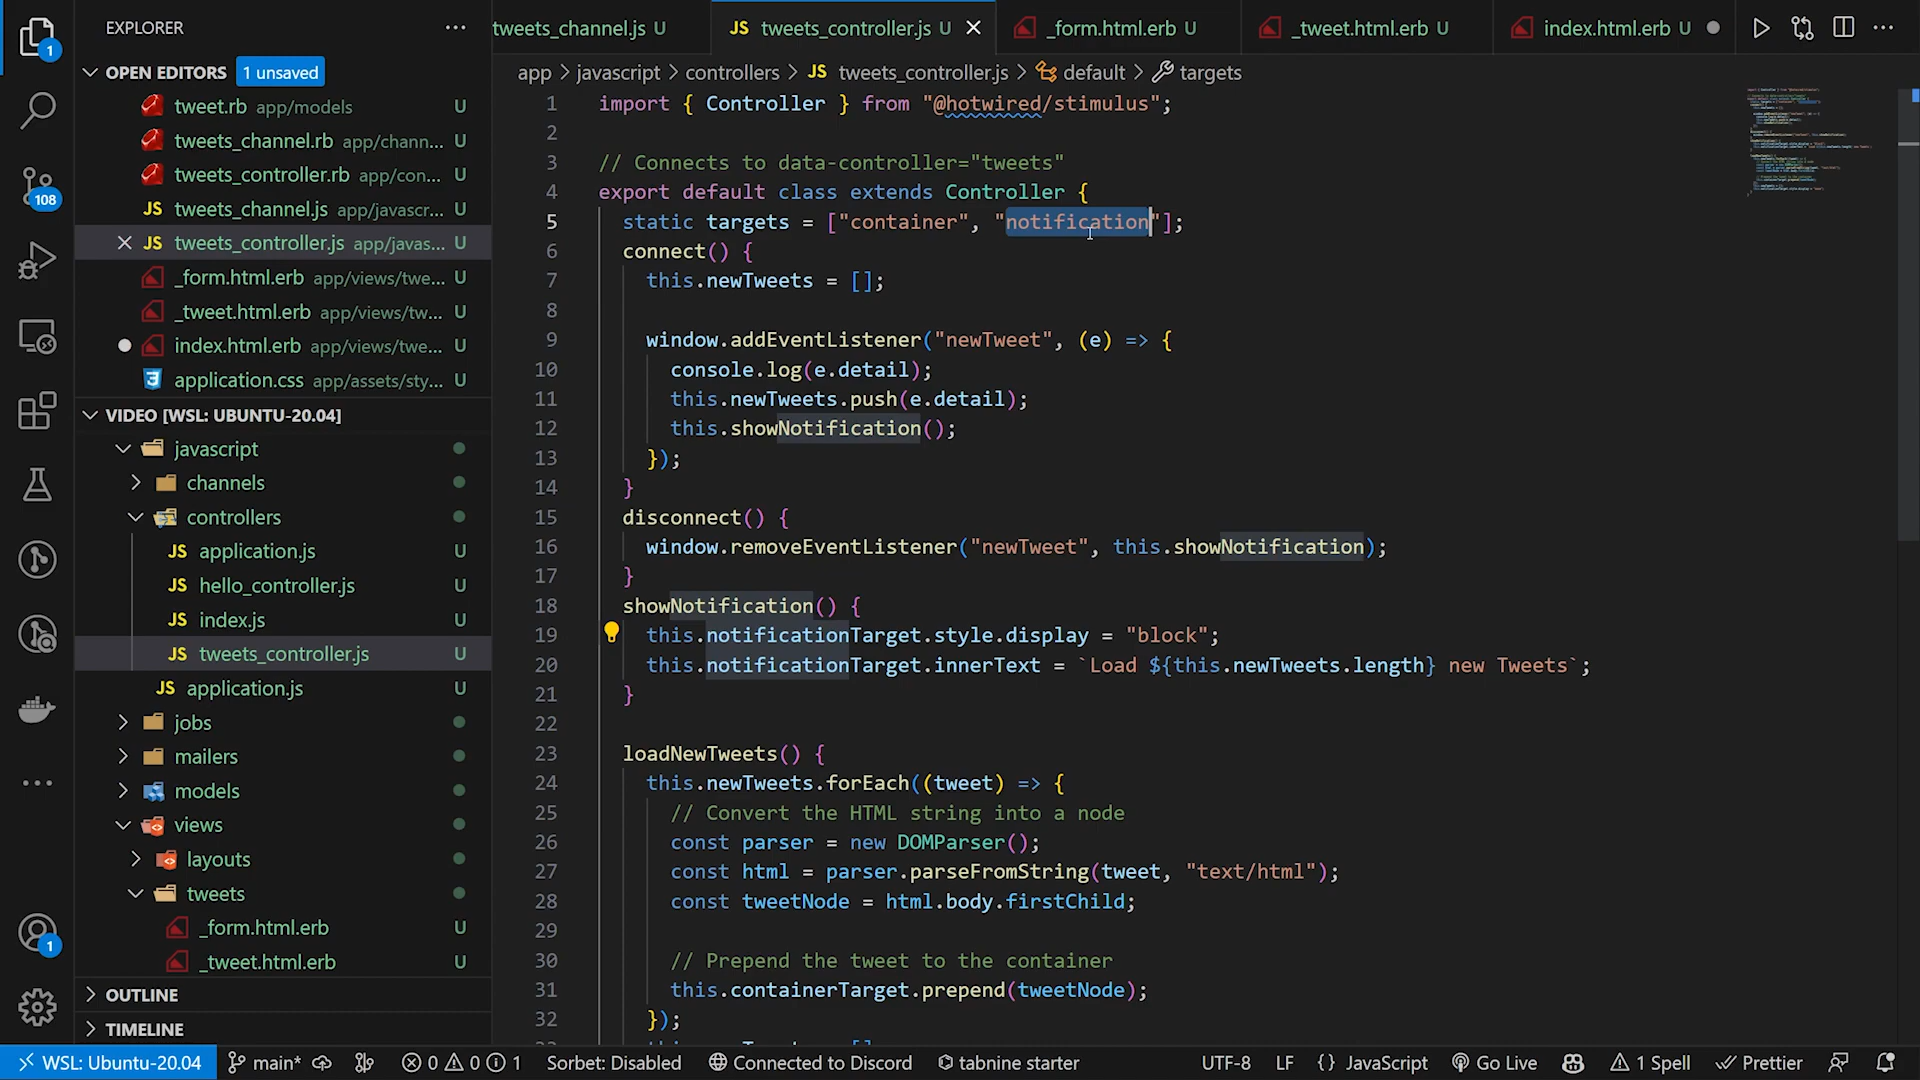 EXPLORER
OPEN EDITORS 1 unsaved
tweet.rb app/models U
tweets_channel.rb app/chann... U
tweets_controller.rb app/con... U
JS tweets_channel.js app/javascr... U
JS tweets_controller.js app/javas... U
_form.html.erb app/views/twe... U
_tweet.html.erb app/views/tw... U
index.html.erb app/views/twe... U
application.css app/assets/sty... U
VIDEO [WSL: UBUNTU-20.04]
javascript
channels
controllers
JS application.js U
JS hello_controller.js U
JS index.js U
JS tweets_controller.js U
JS application.js U
jobs
mailers
models
views
layouts
tweets
_form.html.erb U
_tweet.html.erb U
OUTLINE
TIMELINE
1
108
1
tweets_channel.js U
JS tweets_controller.js U
_form.html.erb U
_tweet.html.erb U
index.html.erb U
app > javascript > controllers > JS tweets_controller.js > default > targets
1 import { Controller } from "@hotwired/stimulus";
2
3 // Connects to data-controller="tweets"
4 export default class extends Controller {
5 static targets = ["container", "notification"];
6 connect() {
7 this.newTweets = [];
8
9 window.addEventListener("newTweet", (e) => {
10 console.log(e.detail);
11 this.newTweets.push(e.detail);
12 this.showNotification();
13 });
14 }
15 disconnect() {
16 window.removeEventListener("newTweet", this.showNotification);
17 }
18 showNotification() {
19 this.notificationTarget.style.display = "block";
20 this.notificationTarget.innerText = `Load ${this.newTweets.length} new Tweets`;
21 }
22
23 loadNewTweets() {
24 this.newTweets.forEach((tweet) => {
25 // Convert the HTML string into a node
26 const parser = new DOMParser();
27 const html = parser.parseFromString(tweet, "text/html");
28 const tweetNode = html.body.firstChild;
29
30 // Prepend the tweet to the container
31 this.containerTarget.prepend(tweetNode);
32 });
WSL: Ubuntu-20.04 main* 0 0 1 Sorbet: Disabled Connected to Discord tabnine starter UTF-8 LF {} JavaScript Go Live 1 Spell Prettier